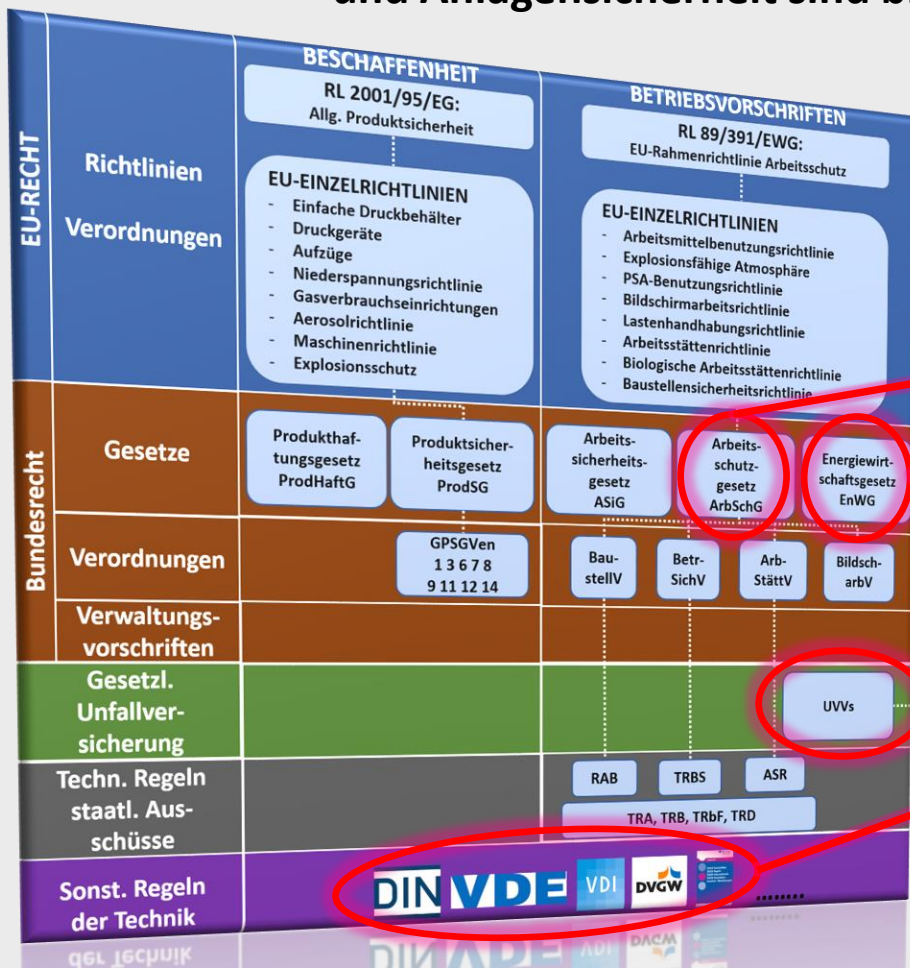 und Anlagensicherheit sind
BESCHAFFENHEIT
RL 2001/95/EG:
Allg. Produktsicherheit
BETRIEBSVORSCHRIFTEN
RL 89/391/EWG:
EU-Rahmenrichtlinie Arbeitsschutz
EU-RECHT
Richtlinien
Verordnungen
EU-EINZELRICHTLINIEN
- Einfache Druckbehälter
- Druckgeräte
- Aufzüge
- Niederspannungsrichtlinie
- Gasverbrauchseinrichtungen
- Aerosolrichtlinie
- Maschinenrichtlinie
- Explosionsschutz
EU-EINZELRICHTLINIEN
- Arbeitsmittelbenutzungsrichtlinie
- Explosionsfähige Atmosphäre
- PSA-Benutzungsrichtlinie
- Bildschirmarbeitsrichtlinie
- Lastenhandhabungsrichtlinie
- Arbeitsstättenrichtlinie
- Biologische Arbeitsstättenrichtlinie
- Baustellensicherheitsrichtlinie
Bundesrecht
Gesetze
Produkthaf-
tungsgesetz
ProdHaftG
Produktsicher-
heitsgesetz
ProdSG
Arbeits-
sicherheits-
gesetz
ASiG
Arbeits-
schutz-
gesetz
ArbSchG
Energiewirt-
schaftsgesetz
EnWG
Verordnungen
GPSGVen
1 3 6 7 8
9 11 12 14
Bau-
stellV
Betr-
SichV
Arb-
StättV
Bildsch-
arbV
Verwaltungs-
vorschriften
Gesetzl.
Unfallver-
sicherung
UVVs
Techn. Regeln
staatl. Aus-
schüsse
RAB
TRBS
ASR
TRA, TRB, TRbF, TRD
Sonst. Regeln
der Technik
DIN
VDE
VDI
DVGW
........